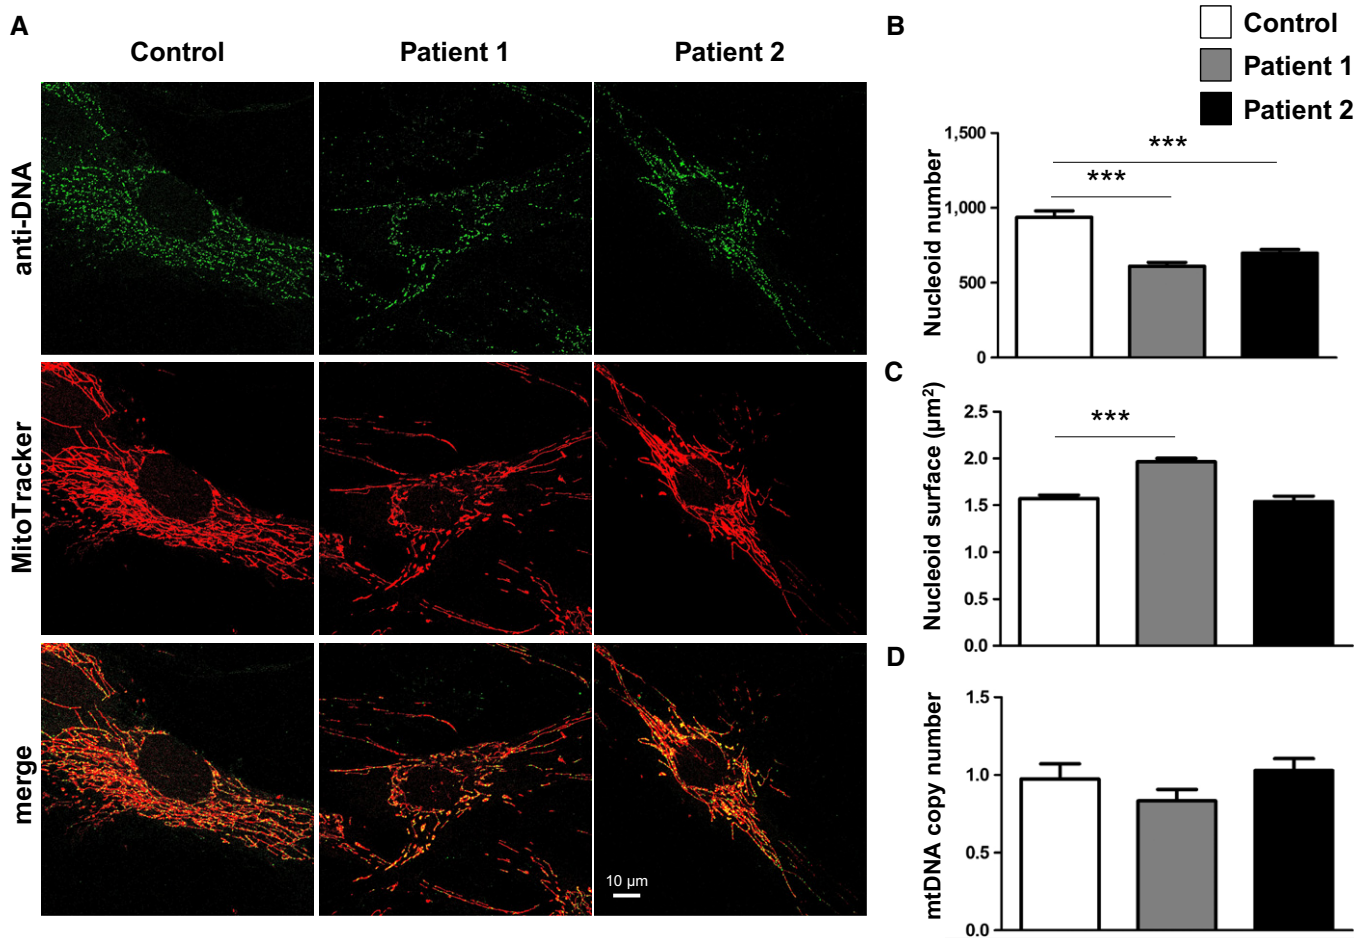 A
Control
Patient 1
Patient 2
anti-DNA
MitoTracker
merge
10 µm
B
Control
Patient 1
Patient 2
Nucleoid number
1,500
1,000
500
0
***
***
C
Nucleoid surface (µm²)
2.5
2.0
1.5
1.0
0.5
0.0
***
D
mtDNA copy number
1.5
1.0
0.5
0.0